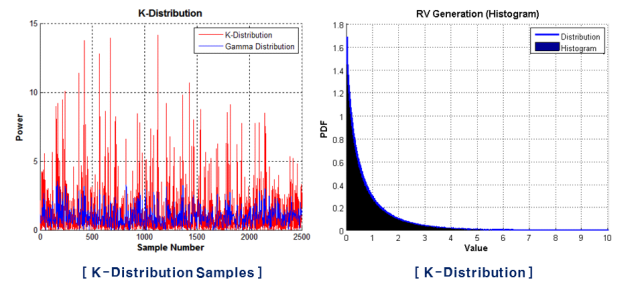 K-Distribution
15
10
5
0
Power
0 500 1000 1500 2000 2500
Sample Number
K-Distribution
Gamma Distribution
[ K-Distribution Samples ]
RV Generation (Histogram)
1.8
1.6
1.4
1.2
1
0.8
0.6
0.4
0.2
0
PDF
0 1 2 3 4 5 6 7 8 9 10
Value
Distribution
Histogram
[ K-Distribution ]